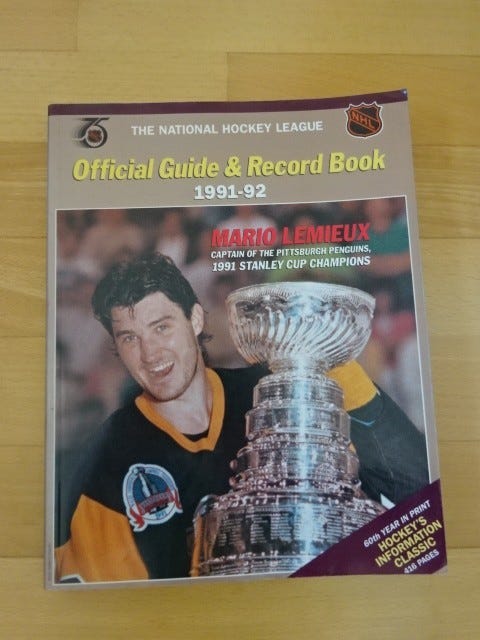 75
THE NATIONAL HOCKEY LEAGUE
NHL
Official Guide & Record Book
1991-92
MARIO LEMIEUX
CAPTAIN OF THE PITTSBURGH PENGUINS,
1991 STANLEY CUP CHAMPIONS
60th YEAR IN PRINT
HOCKEY'S
INFORMATION
CLASSIC
416 PAGES